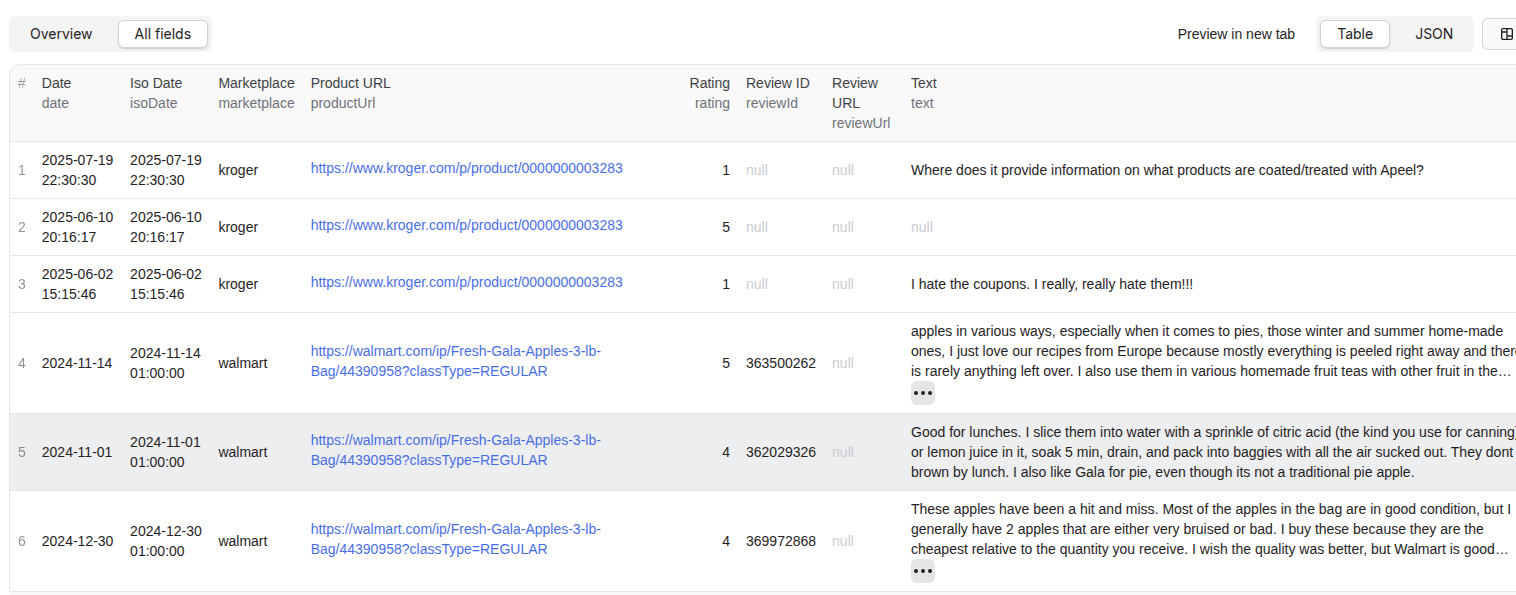 Overview All fields Preview in new tab Table JSON
# Date Iso Date Marketplace Product URL Rating Review ID Review Text
date isoDate marketplace productUrl rating reviewId URL text
reviewUrl
2025-07-19 2025-07-19
1 kroger https://www.kroger.com/p/product/0000000003283 1 null null Where does it provide information on what products are coated/treated with Apeel?
22:30:30 22:30:30
2025-06-10 2025-06-10
2 kroger https://www.kroger.com/p/product/0000000003283 5 null null null
20:16:17 20:16:17
2025-06-02 2025-06-02
3 kroger https://www.kroger.com/p/product/0000000003283 1 null null I hate the coupons. I really, really hate them!!!
15:15:46 15:15:46
apples in various ways, especially when it comes to pies, those winter and summer home-made
2024-11-14 https://walmart.com/ip/Fresh-Gala-Apples-3-lb- ones, I just love our recipes from Europe because mostly everything is peeled right away and
4 2024-11-14 walmart 5 363500262 null
01:00:00 Bag/44390958?classType=REGULAR is rarely anything left over. I also use them in various homemade fruit teas with other fruit in the…
2024-11-01 https://walmart.com/ip/Fresh-Gala-Apples-3-lb- Good for lunches. I slice them into water with a sprinkle of citric acid (the kind you use for canning)
5 2024-11-01 walmart 4 362029326 null or lemon juice in it, soak 5 min, drain, and pack into baggies with all the air sucked out. They dont
01:00:00 Bag/44390958?classType=REGULAR brown by lunch. I also like Gala for pie, even though its not a traditional pie apple.
These apples have been a hit and miss. Most of the apples in the bag are in good condition, but I
2024-12-30 https://walmart.com/ip/Fresh-Gala-Apples-3-lb- generally have 2 apples that are either very bruised or bad. I buy these because they are the
6 2024-12-30 walmart 4 369972868 null
01:00:00 Bag/44390958?classType=REGULAR cheapest relative to the quantity you receive. I wish the quality was better, but Walmart is good…